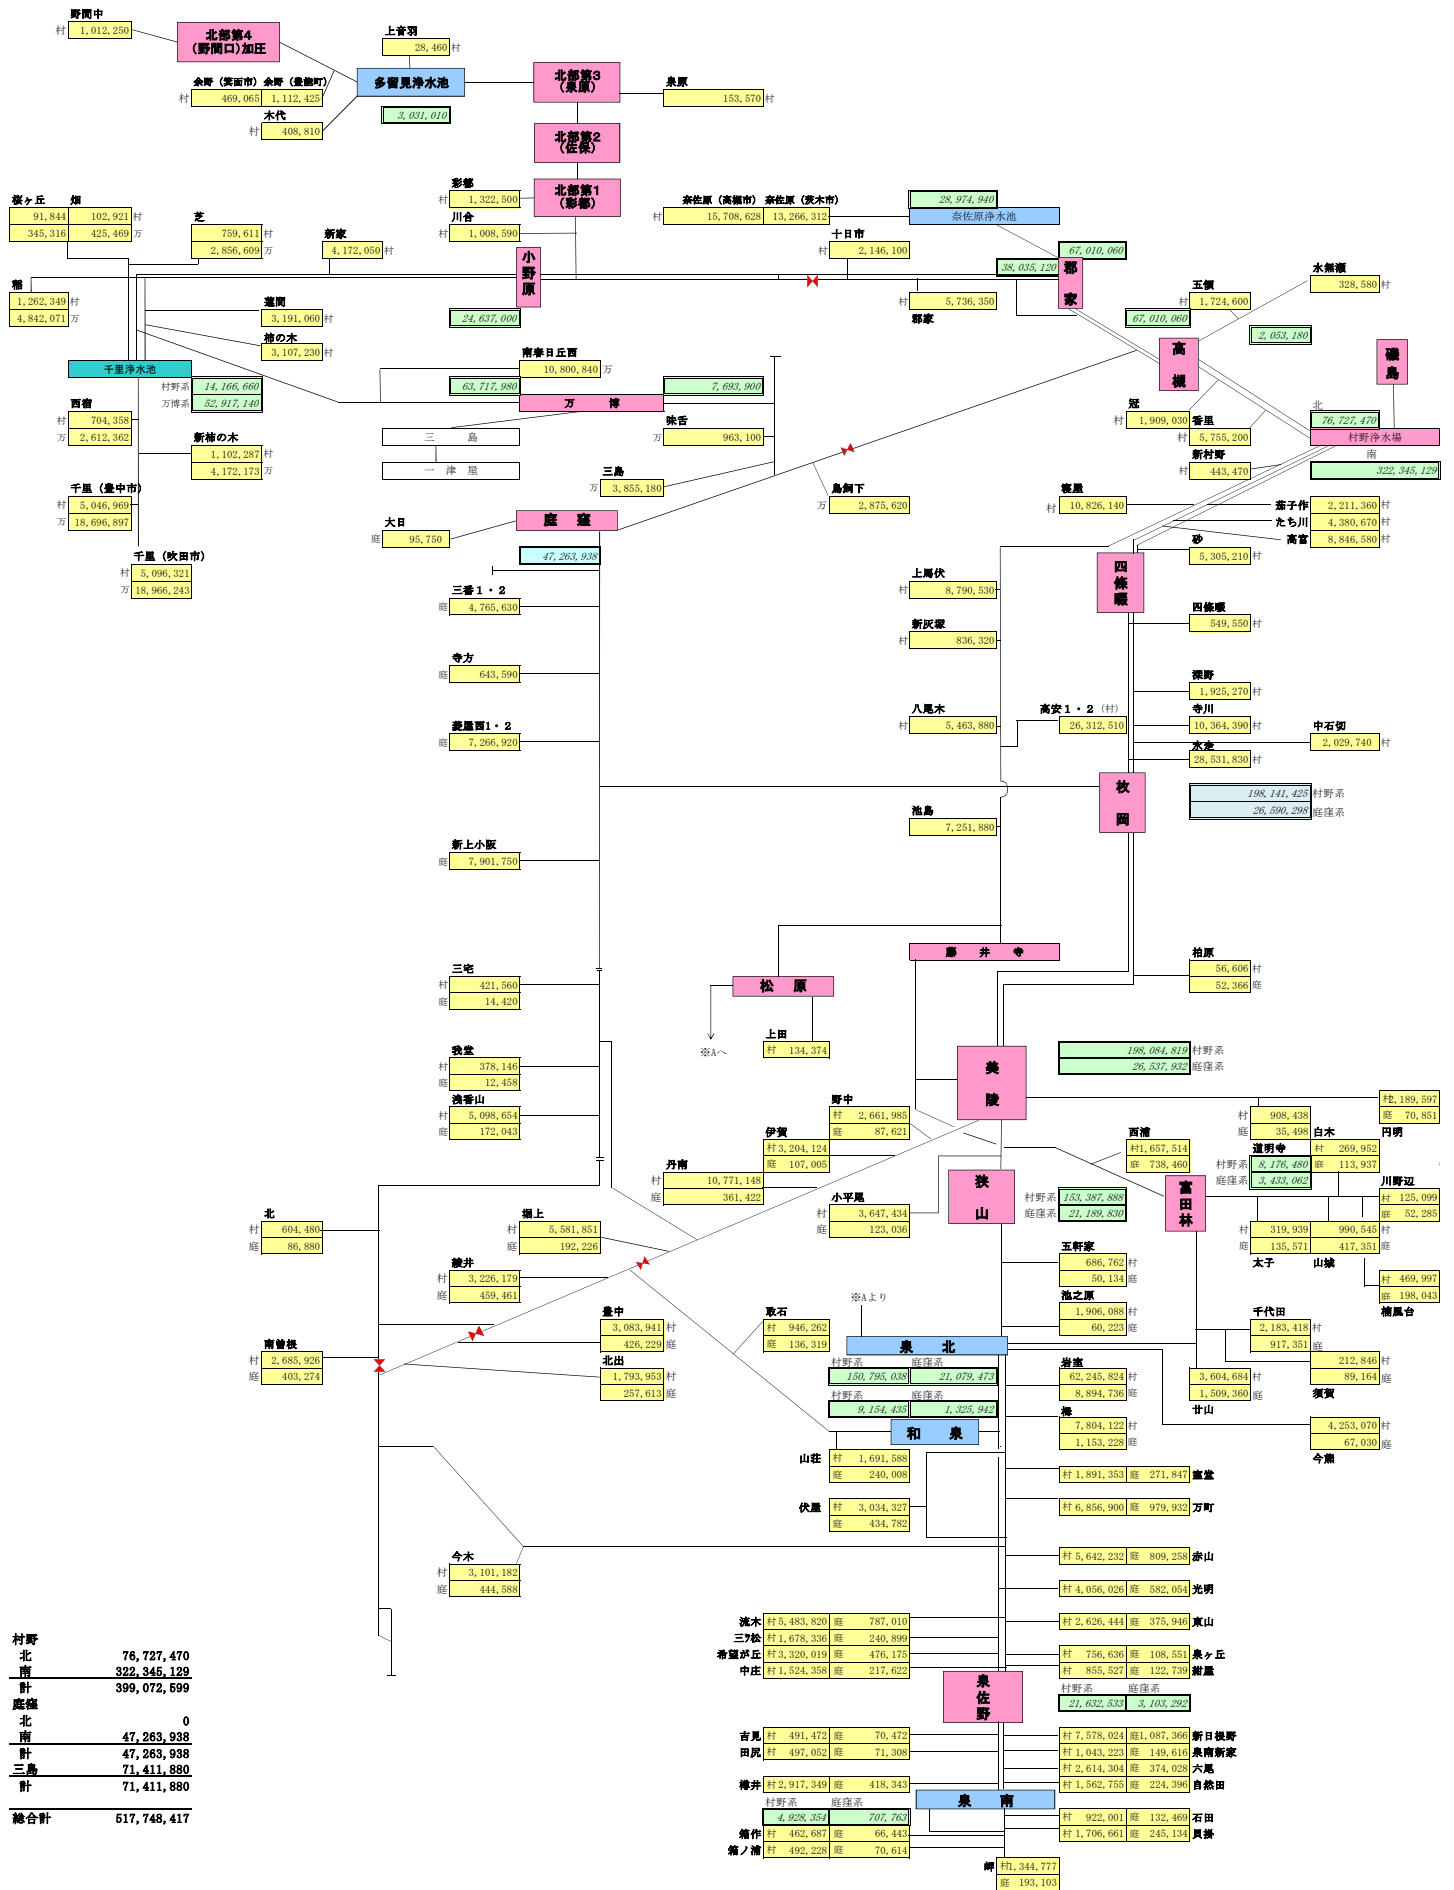 野間中
村 1,012,250
北部第4
(野間口)加圧
上音羽
28,460 村
余野（箕面市） 余野（豊能町）
村 469,065 1,112,425
多留見浄水池
3,031,010
木代
村 408,810
北部第3
(泉原)
泉原
153,570 村
北部第2
(佐保)
北部第1
(彩都)
彩都
村 1,322,500
川合
村 1,008,590
奈佐原（高槻市） 奈佐原（茨木市）
村 15,708,628 13,266,312
28,974,940
奈佐原浄水池
桜ヶ丘 畑
91,844 102,921 村
345,316 425,469 万
芝
759,611 村
2,856,609 万
新家
4,172,050 村
小野原
24,637,000
十日市
2,146,100
67,010,060
38,035,120
郡家
村 5,736,350
郡家
稲
1,262,349 村
4,842,071 万
蓮間
3,191,060 村
柿の木
3,107,230 村
五領
村 1,724,600
水無瀬
328,580 村
67,010,060
2,053,180
高槻
磯島
千里浄水池
村野系 14,166,660
万博系 52,917,140
南春日丘西
10,800,840 万
63,717,980
7,693,900
万 博
三 島
一 津 屋
味舌
万 963,100
西宿
村 704,358
万 2,612,362
新柿の木
1,102,287 村
4,172,173 万
冠
村 1,909,030
番里
村 5,755,200
北
76,727,470
村野浄水場
南
322,345,129
新村野
村 443,470
千里（豊中市）
村 5,046,969
万 18,696,897
千里（吹田市）
村 5,096,321
万 18,966,243
三島
万 3,855,180
鳥飼下
万 2,875,620
寝屋
村 10,826,140
茄子作 2,211,360 村
たち川 4,380,670 村
高富 8,846,580 村
砂
5,305,210 村
大日
庭 95,750
庭 窪
47,263,938
四條畷
三番1・2
庭 4,765,630
上馬伏
村 8,790,530
四條畷
549,550 村
新灰塚
村 836,320
寺方
庭 643,590
深野
1,925,270 村
菱屋西1・2
庭 7,266,920
八尾木
村 5,463,880
高安1・2（村）
26,312,510
寺川
10,364,390 村
中石切
2,029,740 村
水走
28,531,830 村
枚岡
198,141,425 村野系
26,590,298 庭窪系
池島
7,251,880
新上小阪
庭 7,901,750
藤 井 寺
柏原
56,606 村
52,366 庭
三宅
村 421,560
庭 14,420
松 原
※Aへ
上田
村 134,374
我堂
村 378,146
庭 12,458
美陵
198,084,819 村野系
26,537,932 庭窪系
浅香山
村 5,098,654
庭 172,043
野中
村 2,661,985
庭 87,621
伊賀
村 3,204,124
庭 107,005
丹南
村 10,771,148
庭 361,422
西浦
村 1,657,514
庭 738,460
村 908,438
庭 35,498
道明寺
村野系 8,176,480
庭窪系 3,433,062
白木
村 269,952
庭 113,937
村 2,189,597
庭 70,851
円明
川野辺
村 125,099
庭 52,285
狭山
村野系 153,387,888
庭窪系 21,189,830
富田林
小平尾
村 3,647,434
庭 123,036
村 319,939 990,545 村
庭 135,571 417,351 庭
太子 山城
北
村 604,480
庭 86,880
堀上
村 5,581,851
庭 192,226
五軒家
686,762 村
50,134 庭
村 469,997
庭 198,043
楠風台
綾井
村 3,226,179
庭 459,461
池之原
1,906,088 村
60,223 庭
※Aより
豊中
3,083,941 村
426,229 庭
取石
村 946,262
庭 136,319
千代田
2,183,418 村
917,351 庭
泉 北
村野系 庭窪系
150,795,038 21,079,473
村野系 庭窪系
9,154,435 1,325,942
南曽根
村 2,685,926
庭 403,274
北出
1,793,953 村
257,613 庭
岩室
62,245,824 村
8,894,736 庭
3,604,684 村
1,509,360 庭
廿山
212,846 村
89,164 庭
須賀
和 泉
栂
7,804,122 村
1,153,228 庭
4,253,070 村
67,030 庭
今熊
山荘 村 1,691,588
庭 240,008
村 1,891,353 庭 271,847 室堂
伏屋 村 3,034,327
庭 434,782
村 6,856,900 庭 979,932 万町
今木
村 3,101,182
庭 444,588
村 5,642,232 庭 809,258 赤山
村 4,056,026 庭 582,054 光明
流木 村 5,483,820 庭 787,010
村 2,626,444 庭 375,946 東山
三ツ松 村 1,678,336 庭 240,899
希望が丘 村 3,320,019 庭 476,175
村 756,636 庭 108,551 泉ヶ丘
中庄 村 1,524,358 庭 217,622
村 855,527 庭 122,739 紺屋
泉佐野
村野系 庭窪系
21,632,533 3,103,292
吉見 村 491,472 庭 70,472
村 7,578,024 庭 1,087,366 新日根野
田尻 村 497,052 庭 71,308
村 1,043,223 庭 149,616 泉南新家
村 2,614,304 庭 374,028 六尾
樽井 村 2,917,349 庭 418,343
村 1,562,755 庭 224,396 自然田
泉 南
村野系 庭窪系
4,928,354 707,763
村 922,001 庭 132,469 石田
箱作 村 462,687 庭 66,443
村 1,706,661 庭 245,134 貝掛
箱ノ浦 村 492,228 庭 70,614
岬 村 1,344,777
庭 193,103
村野
北 76,727,470
南 322,345,129
計 399,072,599
庭窪
北 0
南 47,263,938
計 47,263,938
三島 71,411,880
計 71,411,880
総合計 517,748,417